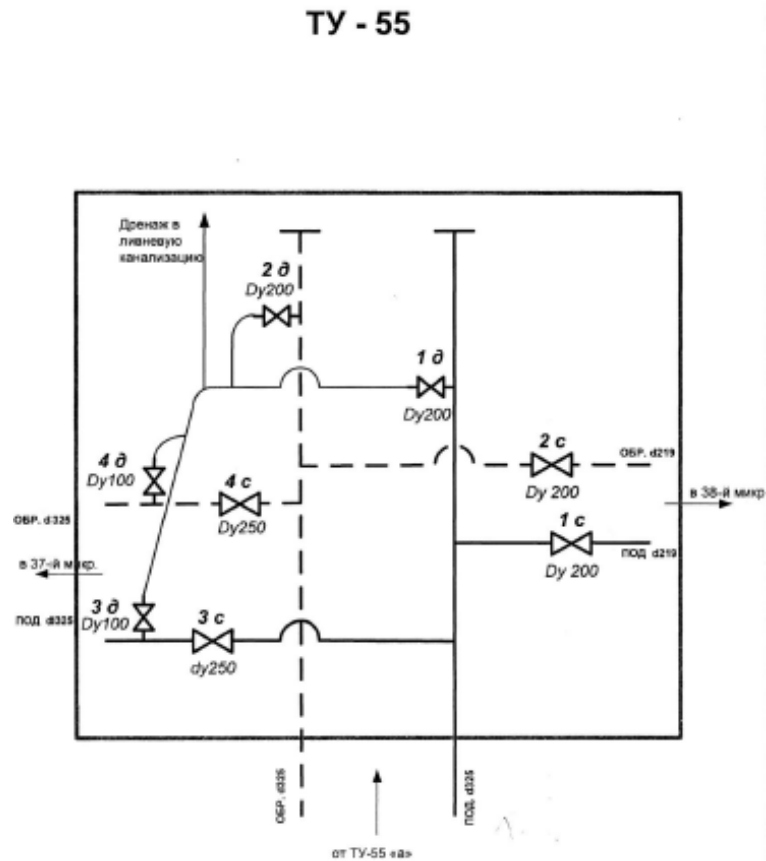 ТУ - 55
Дренаж в
ливневую
канализацию
2 д
Dy200
1 д
Dy200
2 с
Dy 200
ОБР. d219
4 д
Dy100
4 с
Dy250
в 38-й микр
ОБР. d325
1 с
Dy 200
ПОД d219
в 37-й микр.
3 д
Dy100
3 с
dy250
ПОД d325
ОБР. d325
ПОД. d325
от ТУ-55 «а»